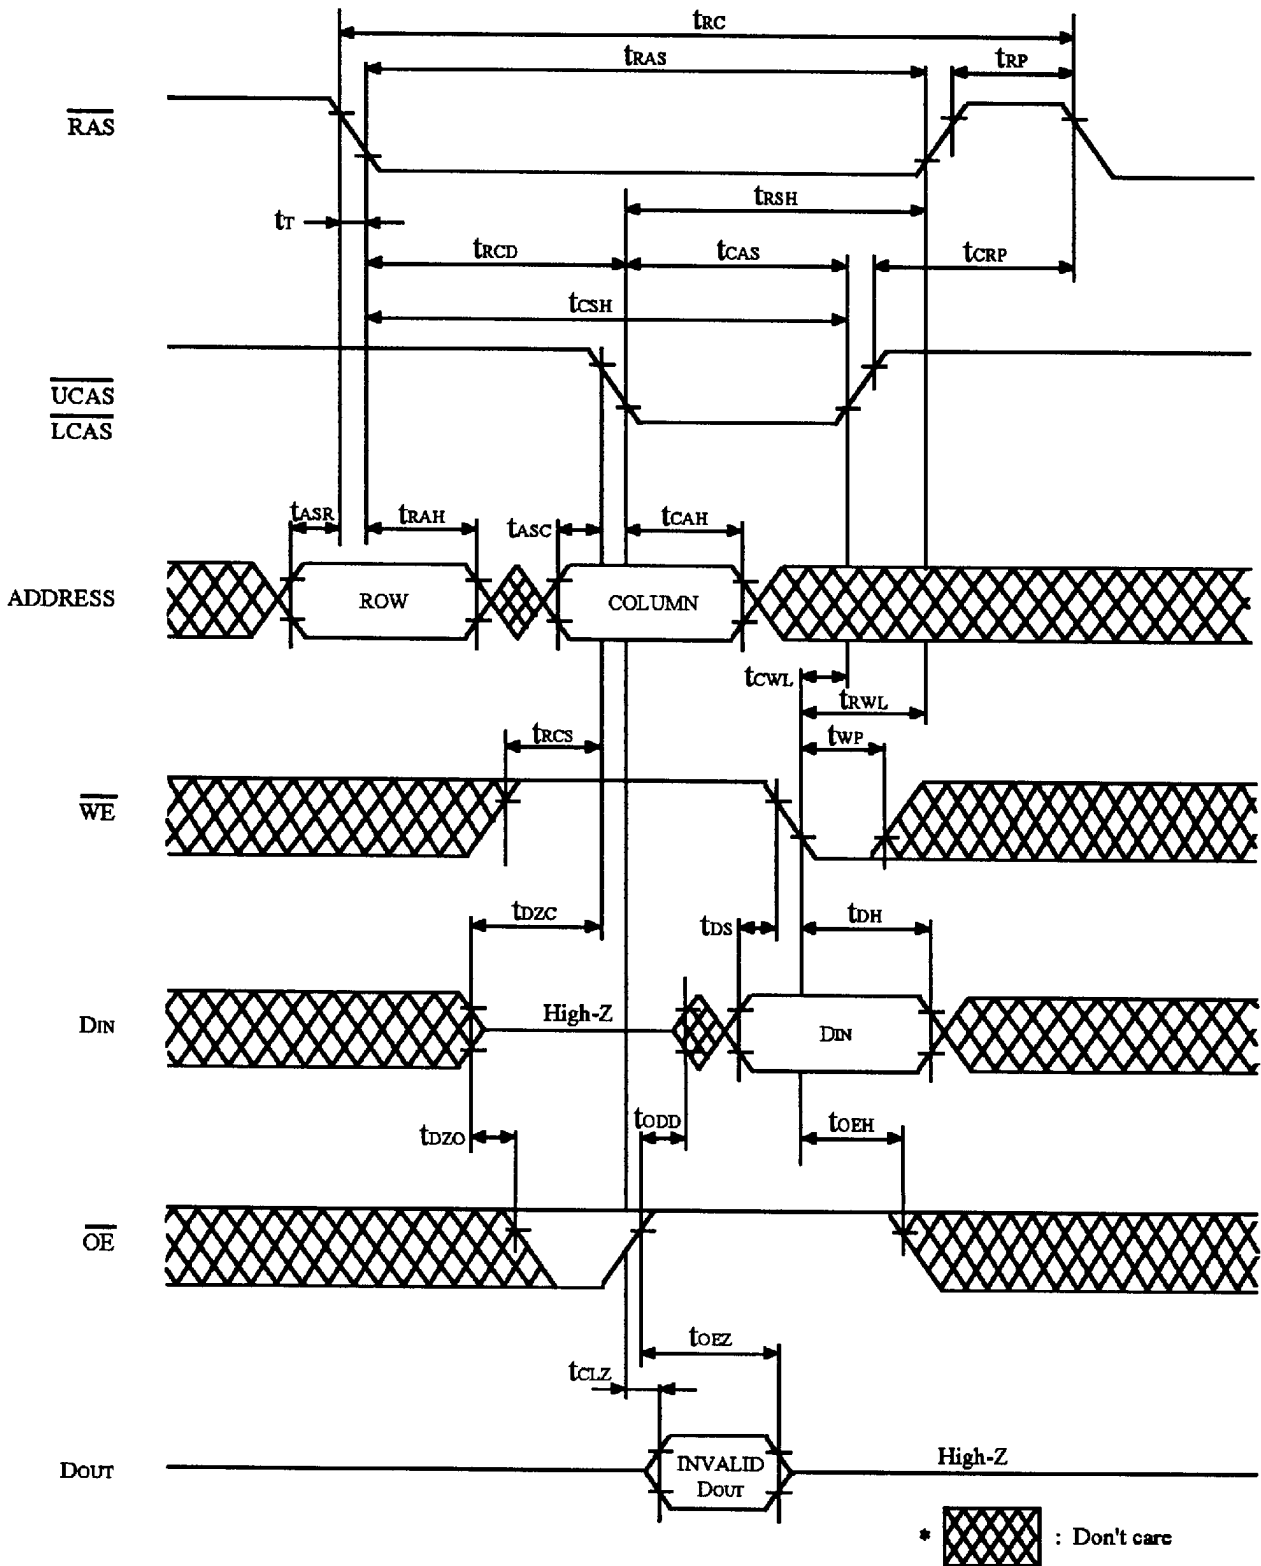 tRC
tRAS
tRP
RAS
tRSH
tT
tRCD
tCAS
tCRP
tCSH
UCAS
LCAS
tASR
tRAH
tASC
tCAH
ADDRESS
ROW
COLUMN
tCWL
tRWL
tRCS
tWP
WE
tDZC
tDS
tDH
DIN
High-Z
DIN
tDZO
tODD
tOEH
OE
tOEZ
tCLZ
DOUT
INVALID
DOUT
High-Z
* : Don't care